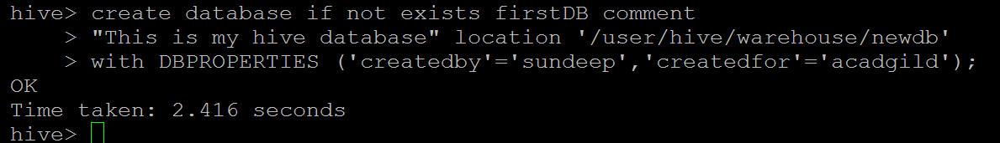 hive> create database if not exists firstDB comment
    > "This is my hive database" location '/user/hive/warehouse/newdb'
    > with DBPROPERTIES ('createdby'='sundeep','createdfor'='acadgild');
OK
Time taken: 2.416 seconds
hive>